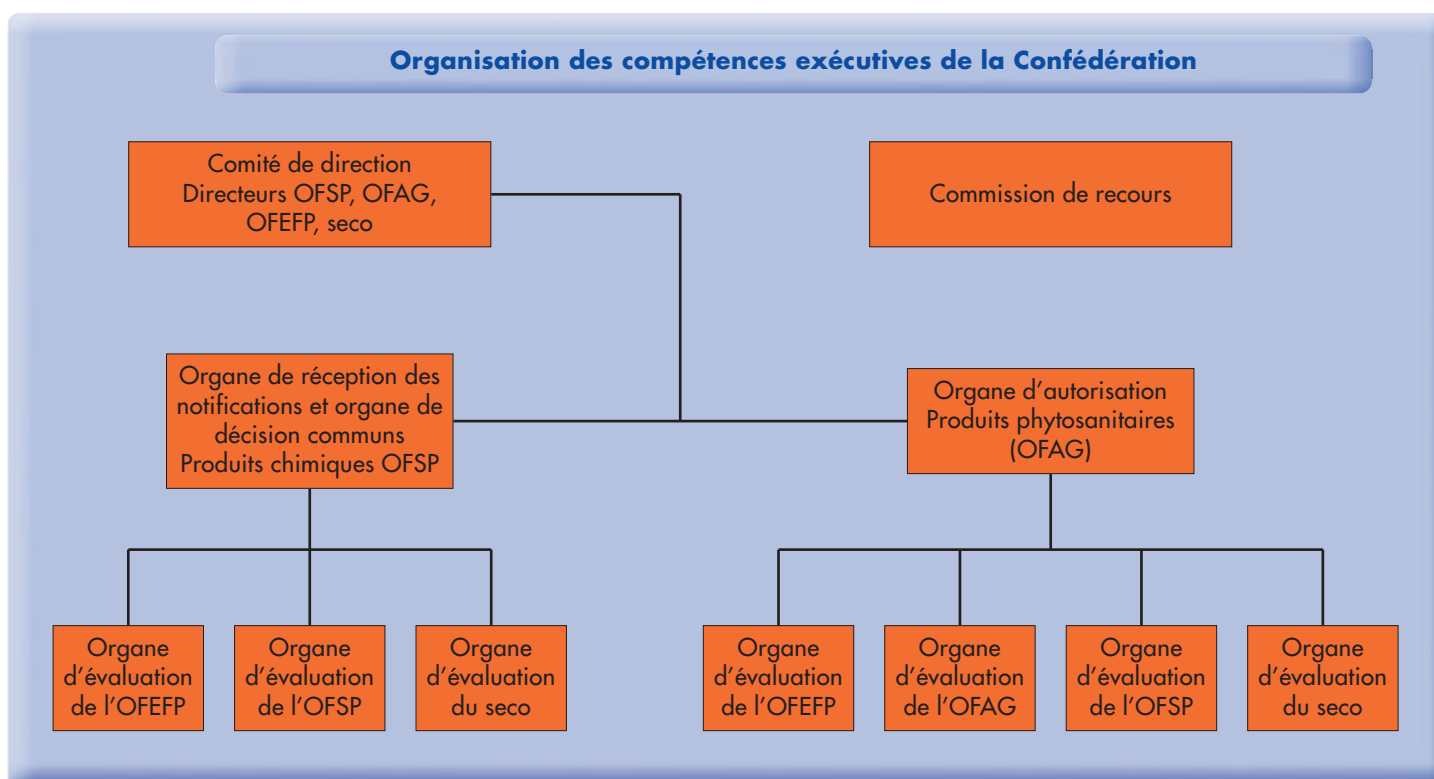 Organisation des compétences exécutives de la Confédération
Comité de direction
Directeurs OFSP, OFAG,
OFEFP, seco
Commission de recours
Organe de réception des
notifications et organe de
décision communs
Produits chimiques OFSP
Organe d'autorisation
Produits phytosanitaires
(OFAG)
Organe
d'évaluation
de l'OFEFP
Organe
d'évaluation
de l'OFSP
Organe
d'évaluation
du seco
Organe
d'évaluation
de l'OFEFP
Organe
d'évaluation
de l'OFAG
Organe
d'évaluation
de l'OFSP
Organe
d'évaluation
du seco